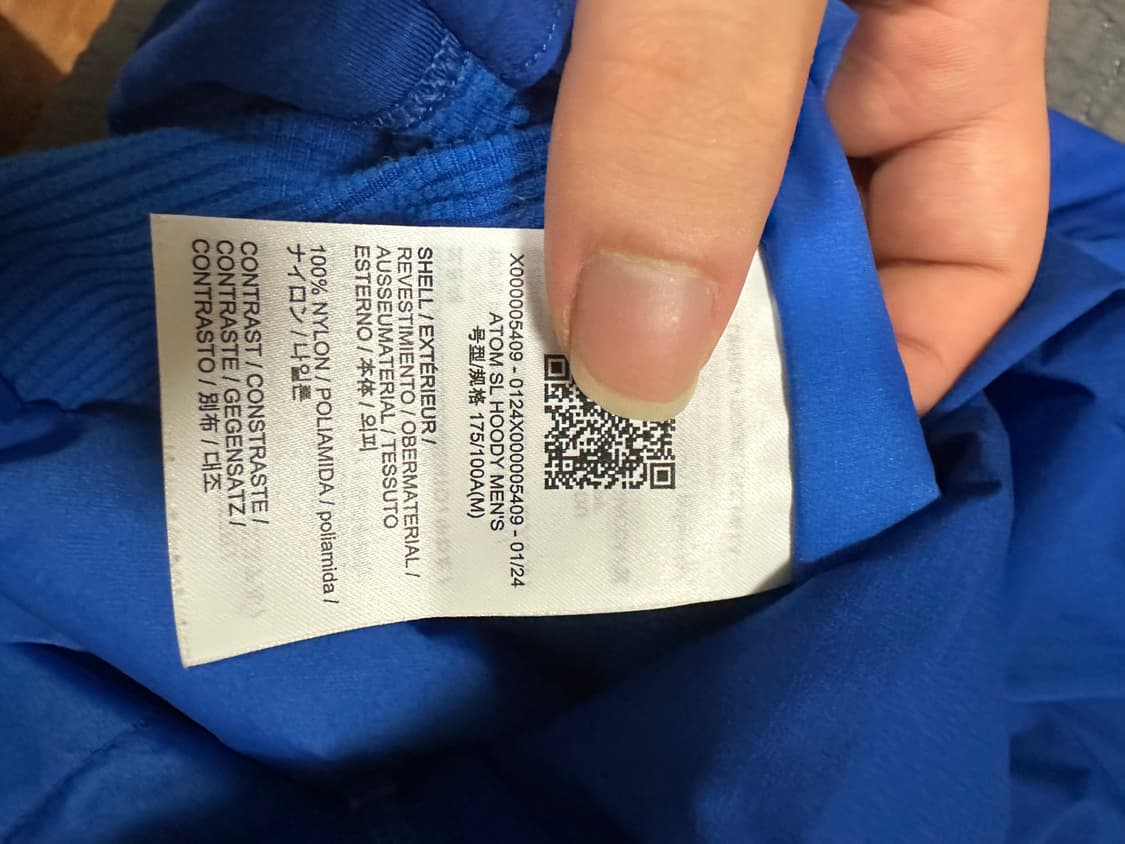 X000005409 - 0124X000005409 - 01/24
ATOM SL HOODY MEN'S
号型/规格 175/100A(M)
SHELL / EXTÉRIEUR /
REVESTIMIENTO / OBERMATERIAL /
AUSSEUMATERIAL / TESSUTO
ESTERNO / 本体 / 외피
100% NYLON / POLIAMIDA / poliamida /
ナイロン / 나일론
CONTRAST / CONSTRASTE /
CONTRASTE / GEGENSATZ /
CONTRASTO / 別布 / 대조